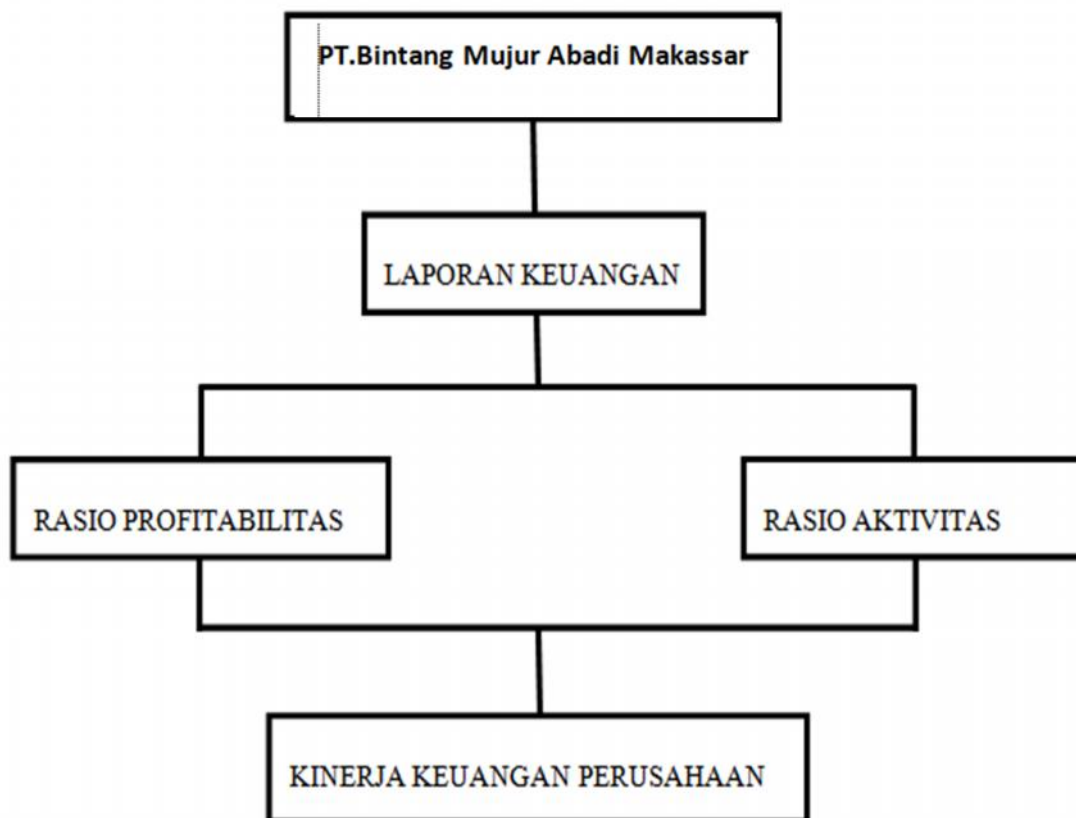 PT.Bintang Mujur Abadi Makassar
LAPORAN KEUANGAN
RASIO PROFITABILITAS
RASIO AKTIVITAS
KINERJA KEUANGAN PERUSAHAAN